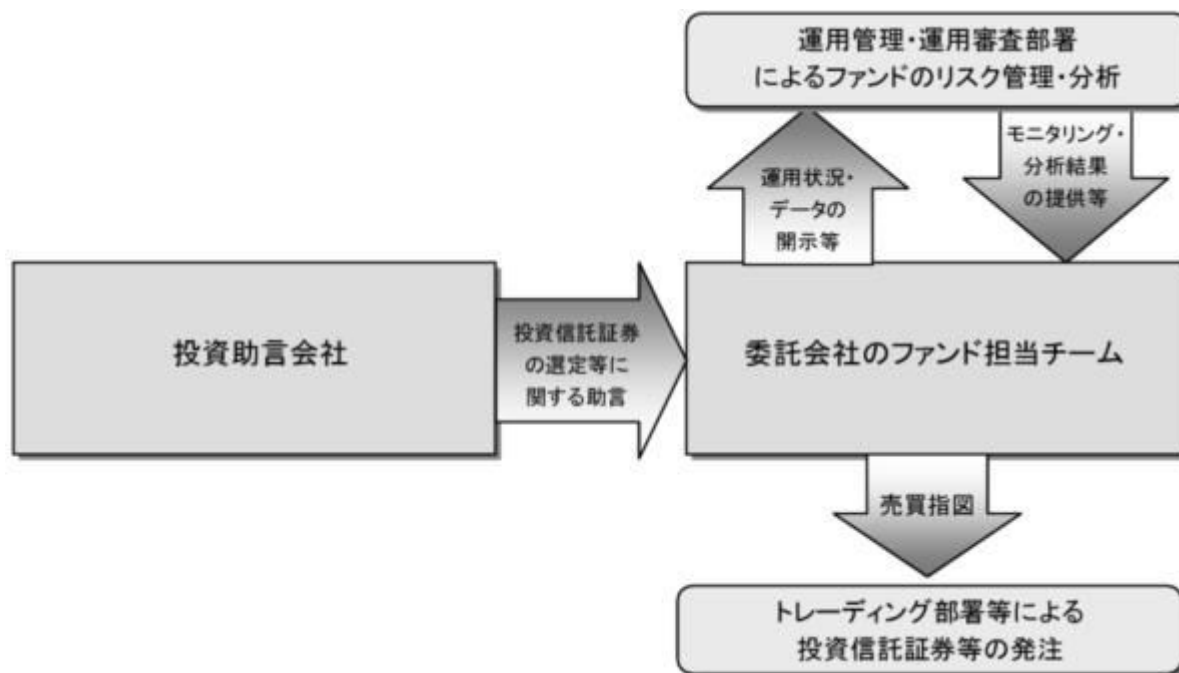 運用管理・運用審査部署
によるファンドのリスク管理・分析
運用状況・
データの
開示等
モニタリング・
分析結果
の提供等
投資助言会社
投資信託証券
の選定等に
関する助言
委託会社のファンド担当チーム
売買指図
トレーディング部署等による
投資信託証券等の発注